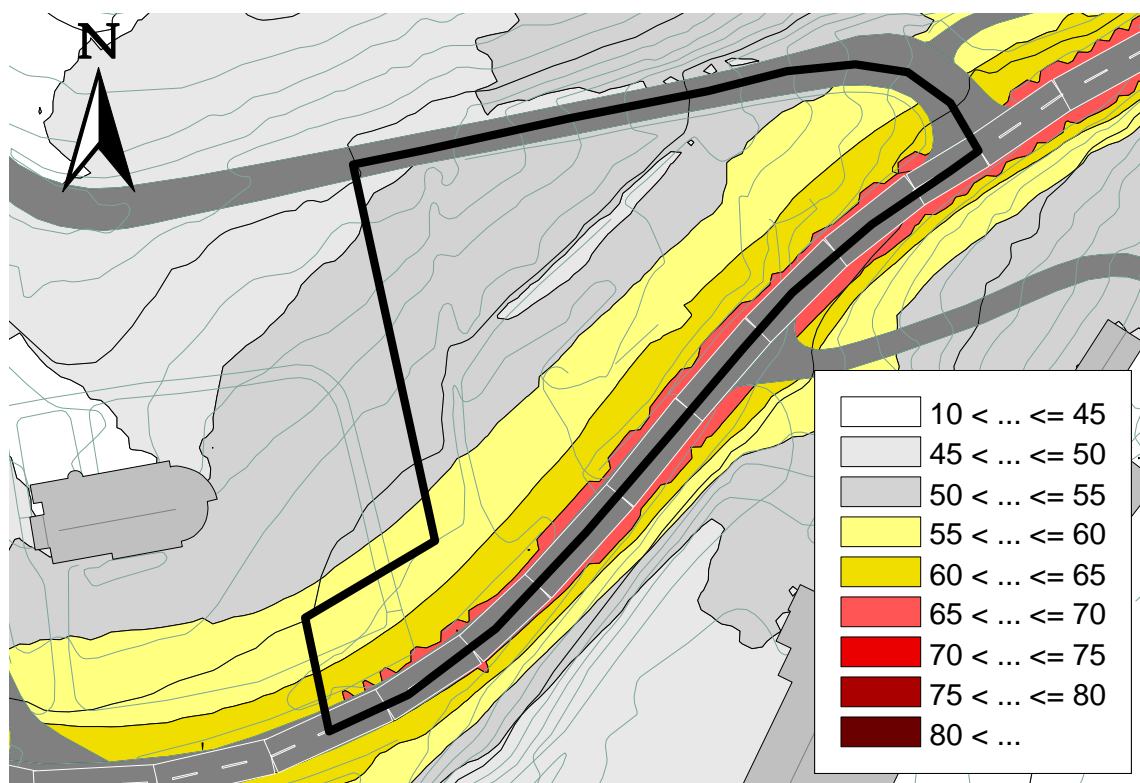 N
10 < ... <= 45
45 < ... <= 50
50 < ... <= 55
55 < ... <= 60
60 < ... <= 65
65 < ... <= 70
70 < ... <= 75
75 < ... <= 80
80 < ...